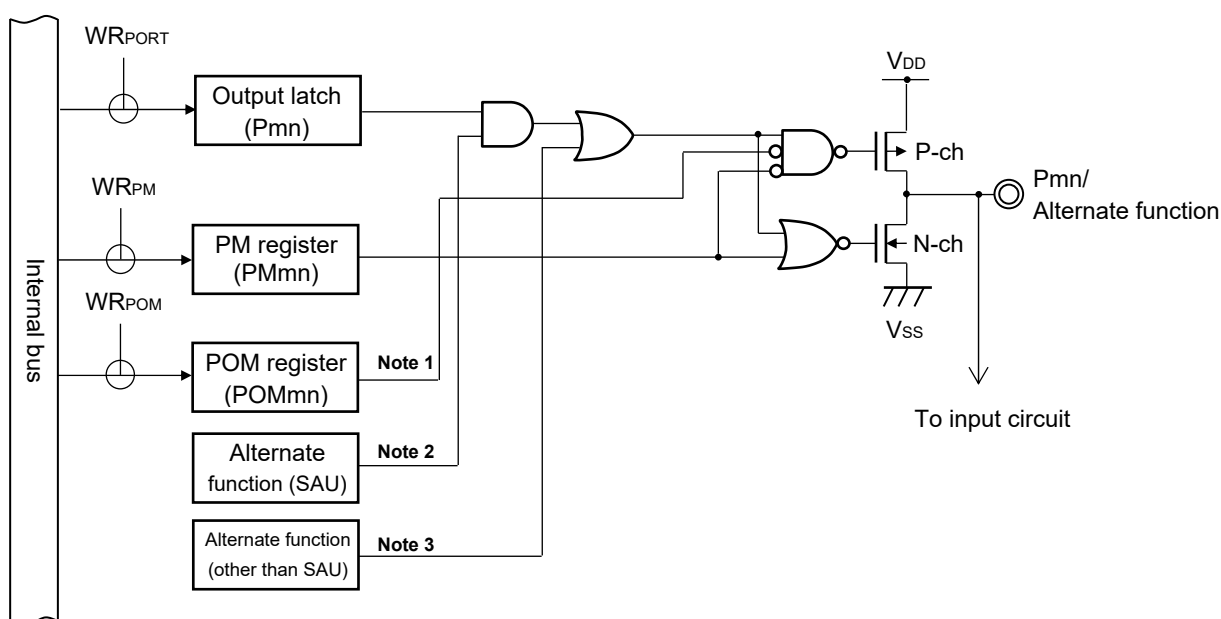 WRPORT
Output latch
(Pmn)
VDD
P-ch
Pmn/
Alternate function
WRPM
PM register
(PMmn)
N-ch
Internal bus
WRPOM
VSS
POM register
(POMmn)
Note 1
To input circuit
Alternate
function (SAU)
Note 2
Alternate function
(other than SAU)
Note 3